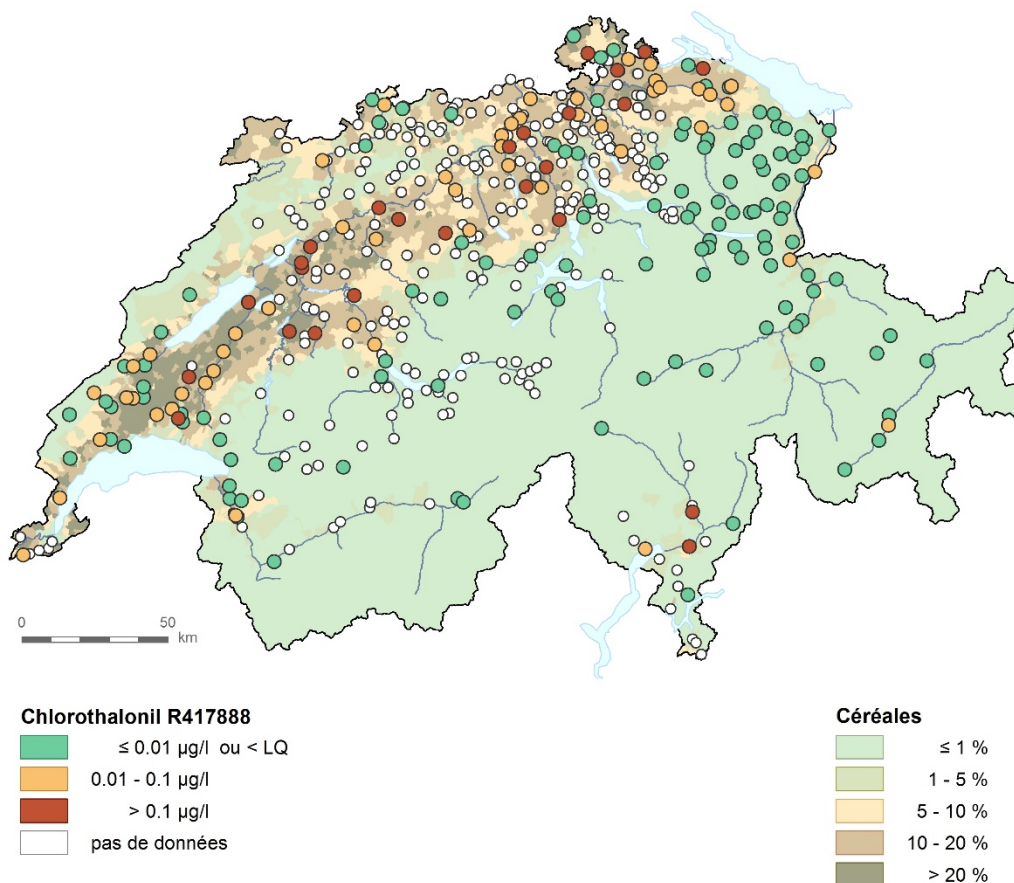 0 50
km
Chlorothalonil R417888
≤ 0.01 µg/l ou < LQ
0.01 - 0.1 µg/l
> 0.1 µg/l
pas de données
Céréales
≤ 1 %
1 - 5 %
5 - 10 %
10 - 20 %
> 20 %